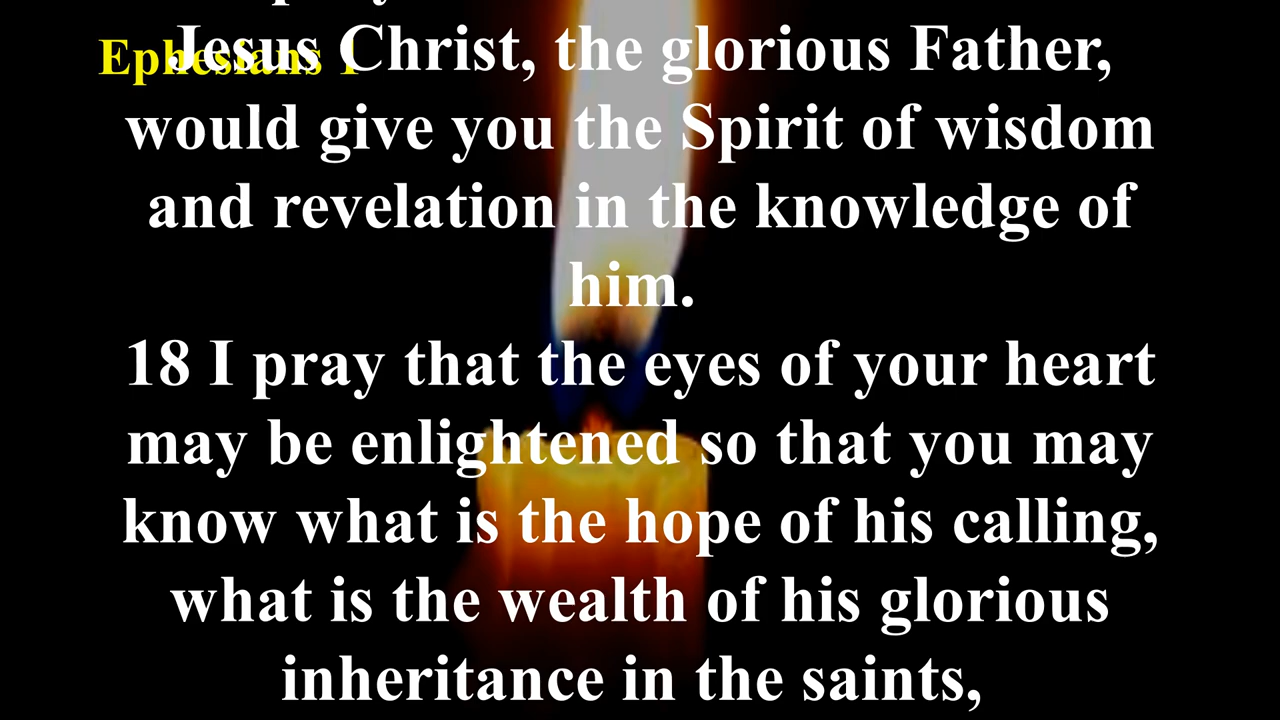 Ephesians 1
Jesus Christ, the glorious Father,
would give you the Spirit of wisdom
and revelation in the knowledge of
him.
18 I pray that the eyes of your heart
may be enlightened so that you may
know what is the hope of his calling,
what is the wealth of his glorious
inheritance in the saints,